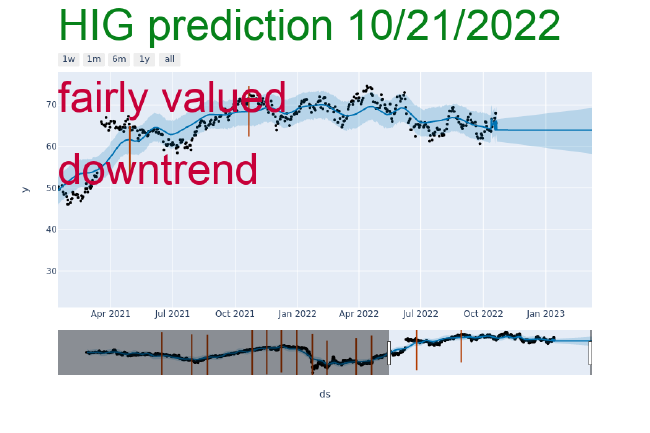 HIG prediction 10/21/2022
1w 1m 6m 1y all
fairly valued
downtrend
70
60
50
40
30
y
Apr 2021 Jul 2021 Oct 2021 Jan 2022 Apr 2022 Jul 2022 Oct 2022 Jan 2023
ds